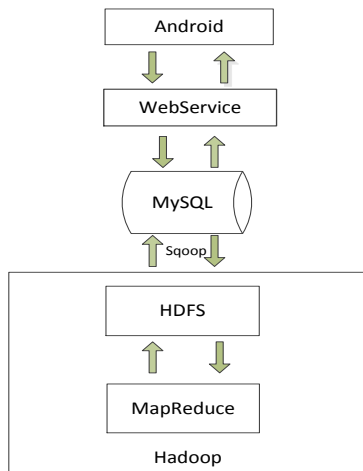 Android
WebService
MySQL
Sqoop
HDFS
MapReduce
Hadoop